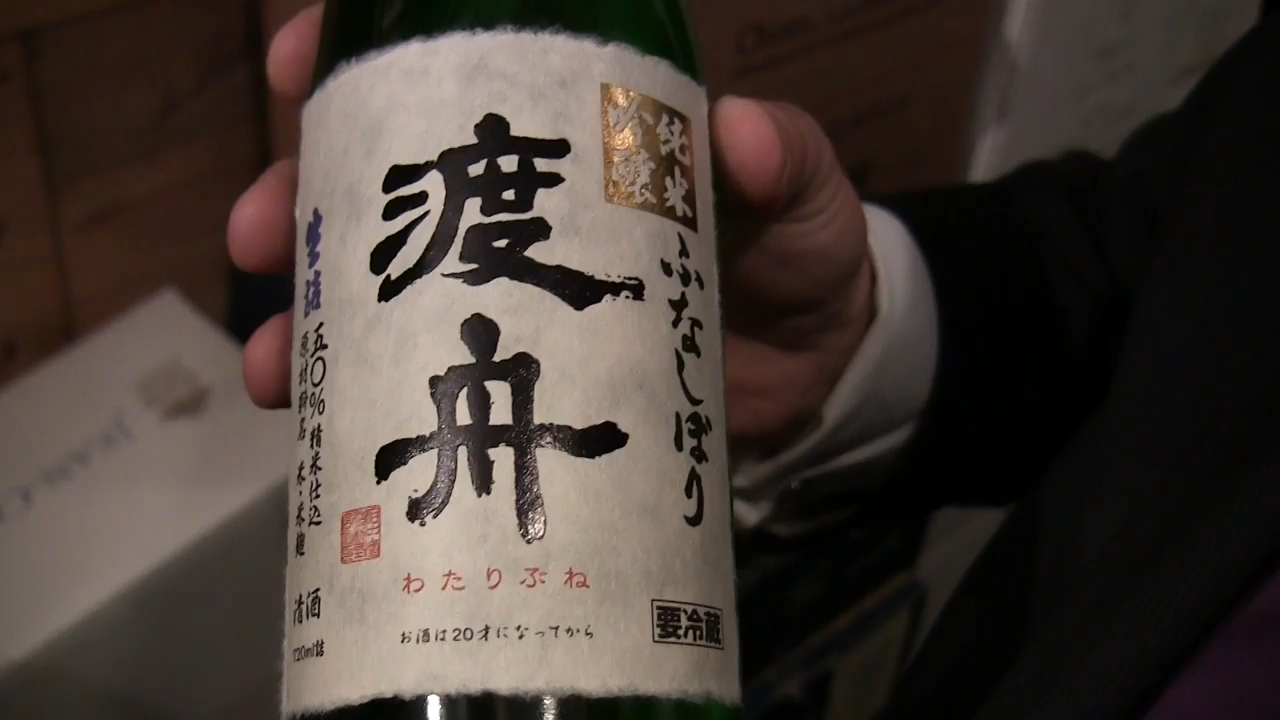 純米
吟醸
ふなしぼり
渡舟
わたりぶね
お酒は20才になってから
要冷蔵
生詰
五〇%精米仕込
原材料名 米・米麹
清酒
720ml詰